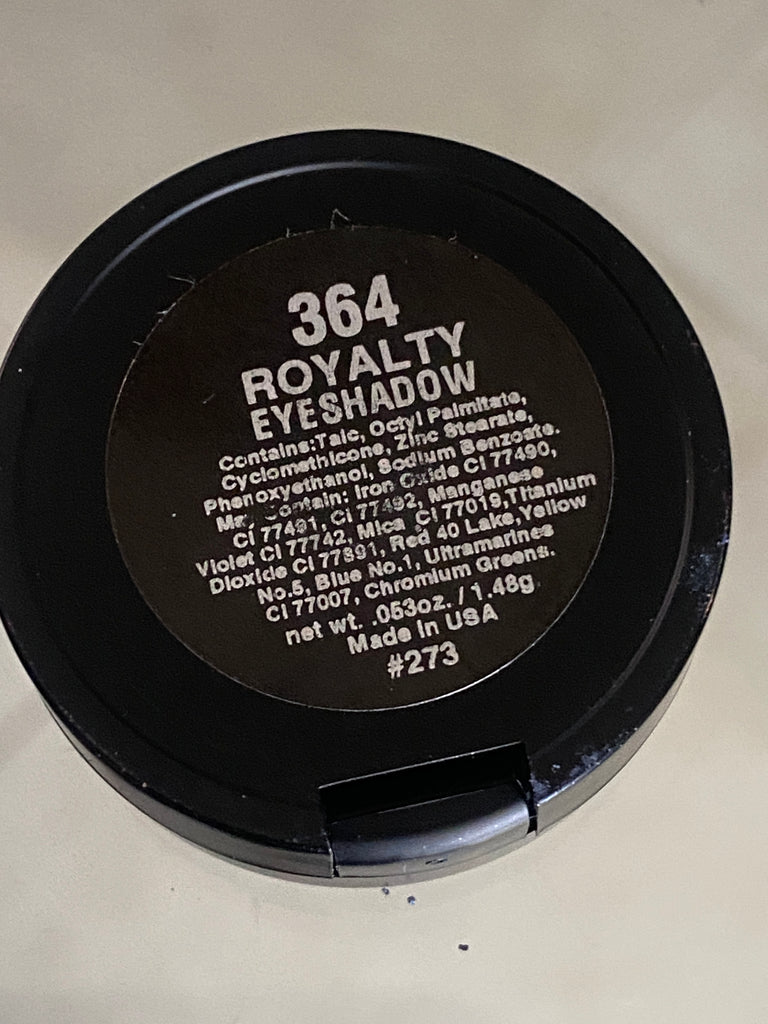 364
ROYALTY
EYESHADOW
Contains:Talc, Octyl Palmitate,
Cyclomethicone, Zinc Stearate,
Phenoxyethanol, Sodium Benzoate.
May Contain: Iron Oxide CI 77490,
CI 77491, CI 77492, Manganese
Violet CI 77742, Mica CI 77019,Titanium
Dioxide CI 77891, Red 40 Lake,Yellow
No.5, Blue No.1, Ultramarines
CI 77007, Chromium Greens.
net wt. .053oz. / 1.48g
Made In USA
#273